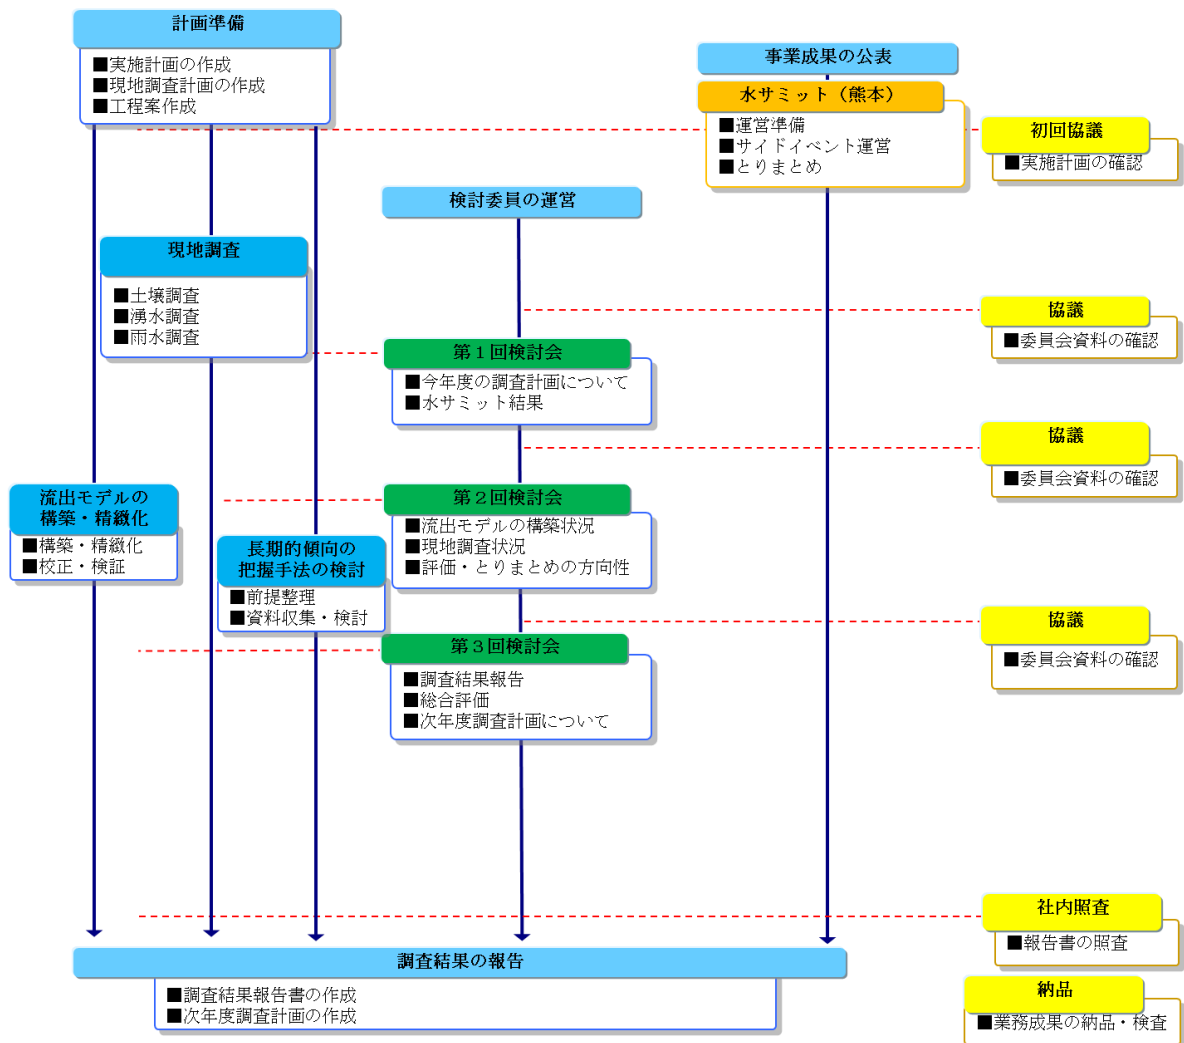 計画準備
■実施計画の作成
■現地調査計画の作成
■工程案作成
事業成果の公表
水サミット（熊本）
■運営準備
■サイドイベント運営
■とりまとめ
初回協議
■実施計画の確認
検討委員の運営
現地調査
■土壌調査
■湧水調査
■雨水調査
協議
■委員会資料の確認
第１回検討会
■今年度の調査計画について
■水サミット結果
協議
■委員会資料の確認
流出モデルの
構築・精緻化
■構築・精緻化
■校正・検証
第２回検討会
■流出モデルの構築状況
■現地調査状況
■評価・とりまとめの方向性
長期的傾向の
把握手法の検討
■前提整理
■資料収集・検討
協議
■委員会資料の確認
第３回検討会
■調査結果報告
■総合評価
■次年度調査計画について
社内照査
■報告書の照査
調査結果の報告
■調査結果報告書の作成
■次年度調査計画の作成
納品
■業務成果の納品・検査